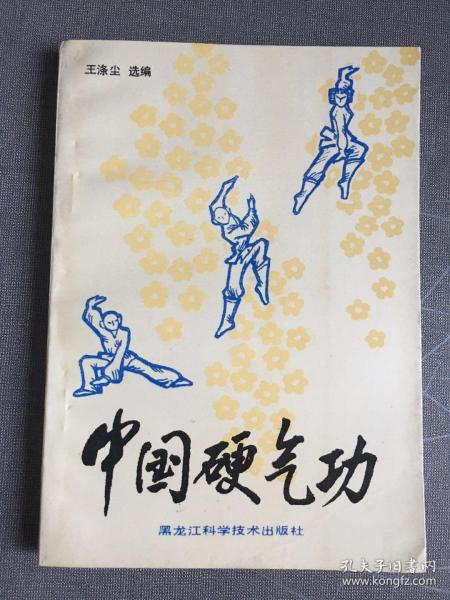 王涤尘 选编
中国硬气功
黑龙江科学技术出版社
孔夫子旧书网
www.kongfz.com